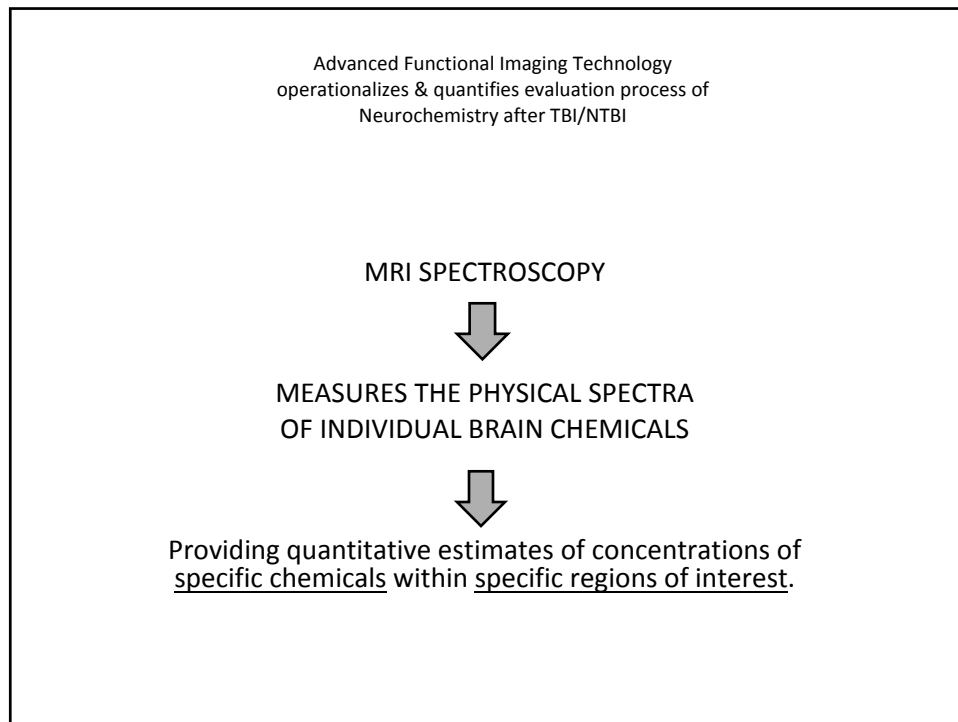 Advanced Functional Imaging Technology
operationalizes & quantifies evaluation process of
Neurochemistry after TBI/NTBI
MRI SPECTROSCOPY
MEASURES THE PHYSICAL SPECTRA
OF INDIVIDUAL BRAIN CHEMICALS
Providing quantitative estimates of concentrations of
specific chemicals within specific regions of interest.